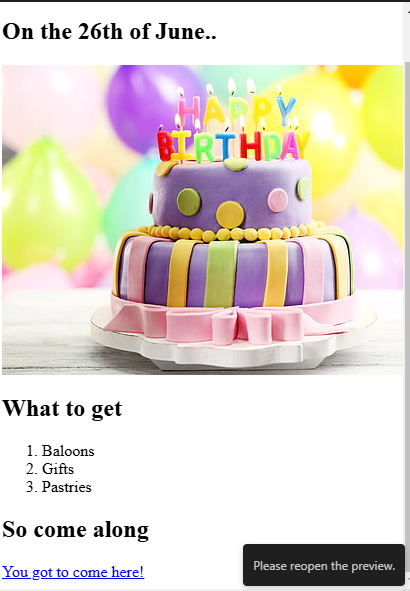 On the 26th of June..
HAPPY
BIRTHDAY
What to get
1. Baloons
2. Gifts
3. Pastries
So come along
You got to come here!
Please reopen the preview.